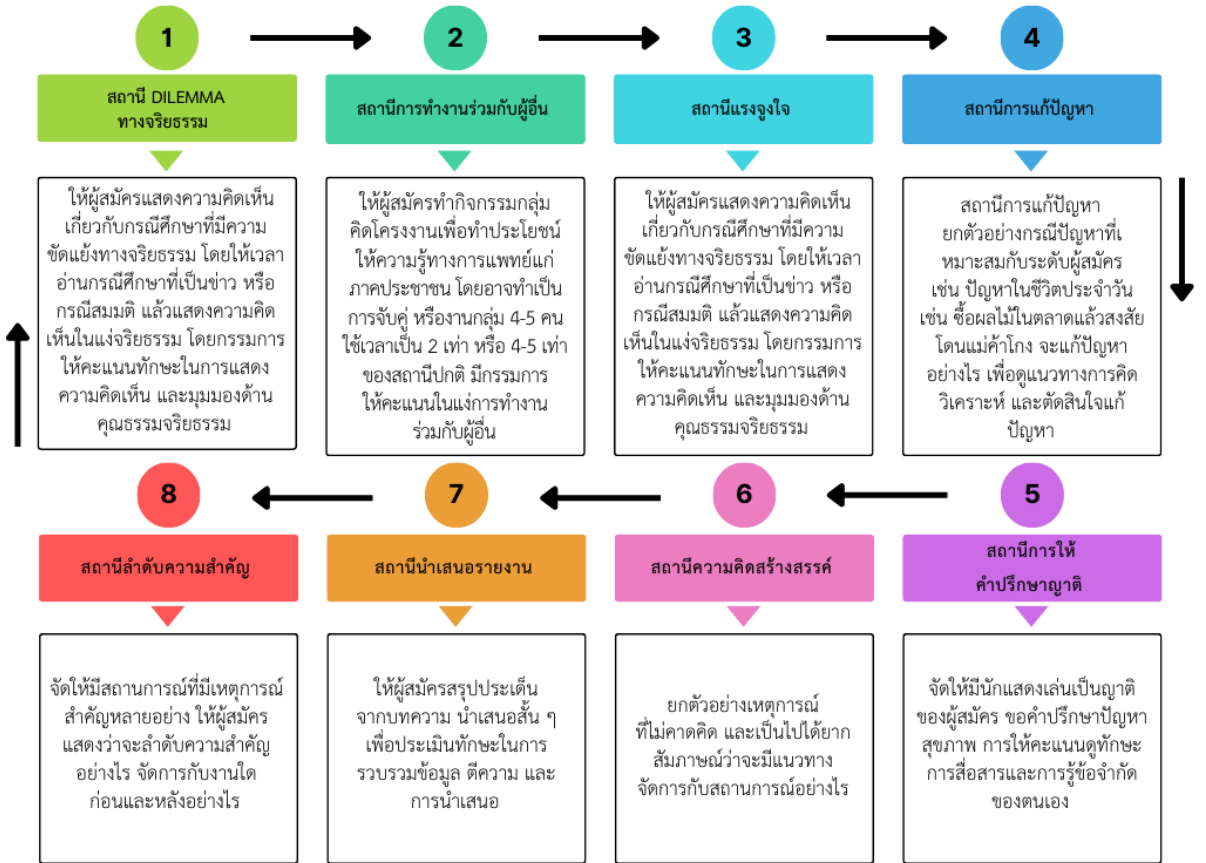 1
สถานี DILEMMA
ทางจริยธรรม
ให้ผู้สมัครแสดงความคิดเห็น
เกี่ยวกับกรณีศึกษาที่มีความ
ขัดแย้งทางจริยธรรม โดยให้เวลา
อ่านกรณีศึกษาที่เป็นข่าว หรือ
กรณีสมมติ แล้วแสดงความคิด
เห็นในแง่จริยธรรม โดยกรรมการ
ให้คะแนนทักษะในการแสดง
ความคิดเห็น และมุมมองด้าน
คุณธรรมจริยธรรม
2
สถานีการทำงานร่วมกับผู้อื่น
ให้ผู้สมัครทำกิจกรรมกลุ่ม
คิดโครงงานเพื่อทำประโยชน์
ให้ความรู้ทางการแพทย์แก่
ภาคประชาชน โดยอาจทำเป็น
การจับคู่ หรืองานกลุ่ม 4-5 คน
ใช้เวลาเป็น 2 เท่า หรือ 4-5 เท่า
ของสถานีปกติ มีกรรมการ
ให้คะแนนในแง่การทำงาน
ร่วมกับผู้อื่น
3
สถานีแรงจูงใจ
ให้ผู้สมัครแสดงความคิดเห็น
เกี่ยวกับกรณีศึกษาที่มีความ
ขัดแย้งทางจริยธรรม โดยให้เวลา
อ่านกรณีศึกษาที่เป็นข่าว หรือ
กรณีสมมติ แล้วแสดงความคิด
เห็นในแง่จริยธรรม โดยกรรมการ
ให้คะแนนทักษะในการแสดง
ความคิดเห็น และมุมมองด้าน
คุณธรรมจริยธรรม
4
สถานีการแก้ปัญหา
สถานีการแก้ปัญหา
ยกตัวอย่างกรณีปัญหาที่เ
หมาะสมกับระดับผู้สมัคร
เช่น ปัญหาในชีวิตประจำวัน
เช่น ซื้อผลไม้ในตลาดแล้วสงสัย
โดนแม่ค้าโกง จะแก้ปัญหา
อย่างไร เพื่อดูแนวทางการคิด
วิเคราะห์ และตัดสินใจแก้
ปัญหา
5
สถานีการให้
คำปรึกษาญาติ
จัดให้มีนักแสดงเล่นเป็นญาติ
ของผู้สมัคร ขอคำปรึกษาปัญหา
สุขภาพ การให้คะแนนดูทักษะ
การสื่อสารและการรู้ข้อจำกัด
ของตนเอง
6
สถานีความคิดสร้างสรรค์
ยกตัวอย่างเหตุการณ์
ที่ไม่คาดคิด และเป็นไปได้ยาก
สัมภาษณ์ว่าจะมีแนวทาง
จัดการกับสถานการณ์อย่างไร
7
สถานีนำเสนอรายงาน
ให้ผู้สมัครสรุปประเด็น
จากบทความ นำเสนอสั้น ๆ
เพื่อประเมินทักษะในการ
รวบรวมข้อมูล ตีความ และ
การนำเสนอ
8
สถานีลำดับความสำคัญ
จัดให้มีสถานการณ์ที่มีเหตุการณ์
สำคัญหลายอย่าง ให้ผู้สมัคร
แสดงว่าจะลำดับความสำคัญ
อย่างไร จัดการกับงานใด
ก่อนและหลังอย่างไร